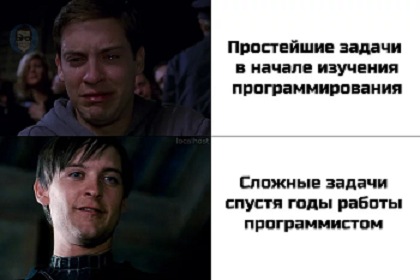 Простейшие задачи
в начале изучения
программирования
Сложные задачи
спустя годы работы
программистом